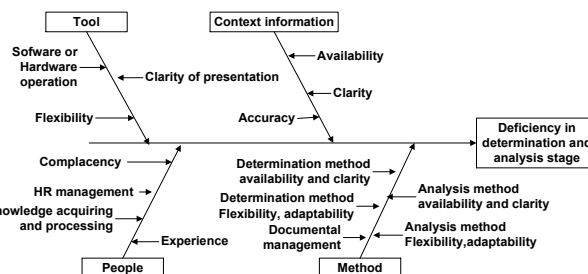 Tool
Context information
Sofware or
Hardware
operation
Clarity of presentation
Flexibility
Availability
Clarity
Accuracy
Deficiency in
determination and
analysis stage
Complacency
HR management
nowledge acquiring
and processing
Experience
Determination method
availability and clarity
Determination method
Flexibility, adaptability
Documental
management
Analysis method
availability and clarity
Analysis method
Flexibility,adaptability
People
Method